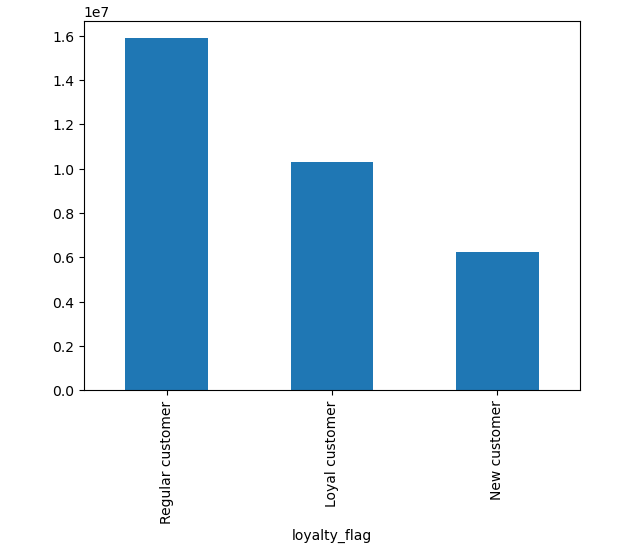 1e7
1.6
1.4
1.2
1.0
0.8
0.6
0.4
0.2
0.0
Regular customer
Loyal customer
New customer
loyalty_flag